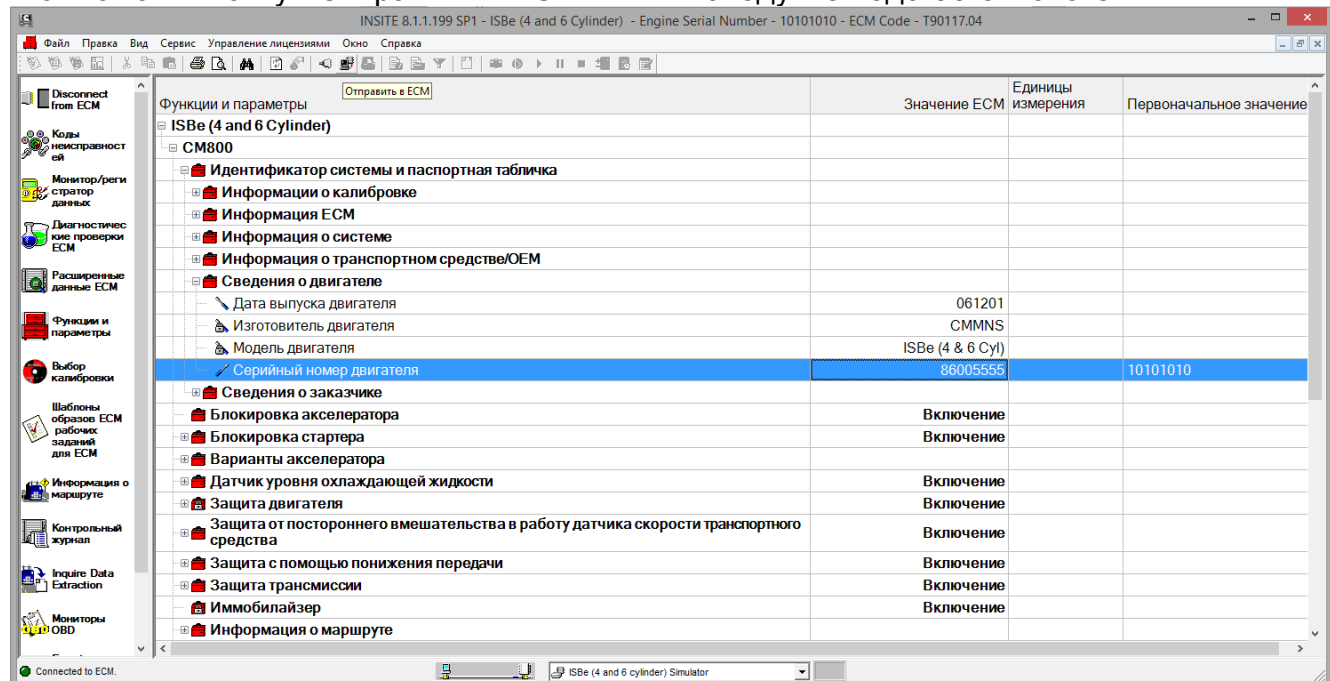 INSITE 8.1.1.199 SP1 - ISBe (4 and 6 Cylinder) - Engine Serial Number - 10101010 - ECM Code - T90117.04
Файл Правка Вид Сервис Управление лицензиями Окно Справка
Отправить в ECM
Функции и параметры Значение ECM Единицы измерения Первоначальное значение
ISBe (4 and 6 Cylinder)
CM800
Идентификатор системы и паспортная табличка
Информации о калибровке
Информация ECM
Информация о системе
Информация о транспортном средстве/OEM
Сведения о двигателе
Дата выпуска двигателя 061201
Изготовитель двигателя CMMNS
Модель двигателя ISBe (4 & 6 Cyl)
Серийный номер двигателя 86005555 10101010
Сведения о заказчике
Блокировка акселератора Включение
Блокировка стартера Включение
Варианты акселератора
Датчик уровня охлаждающей жидкости Включение
Защита двигателя Включение
Защита от постороннего вмешательства в работу датчика скорости транспортного
средства Включение
Защита с помощью понижения передачи Включение
Защита трансмиссии Включение
Иммобилайзер Включение
Информация о маршруте
Disconnect
from ECM
Коды
неисправност
ей
Монитор/реги
стратор
данных
Диагностичес
кие проверки
ECM
Расширенные
данные ECM
Функции и
параметры
Выбор
калибровки
Шаблоны
образов ECM
рабочих
заданий
для ECM
Информация о
маршруте
Контрольный
журнал
Inquire Data
Extraction
Мониторы
OBD
Connected to ECM.
ISBe (4 and 6 cylinder) Simulator